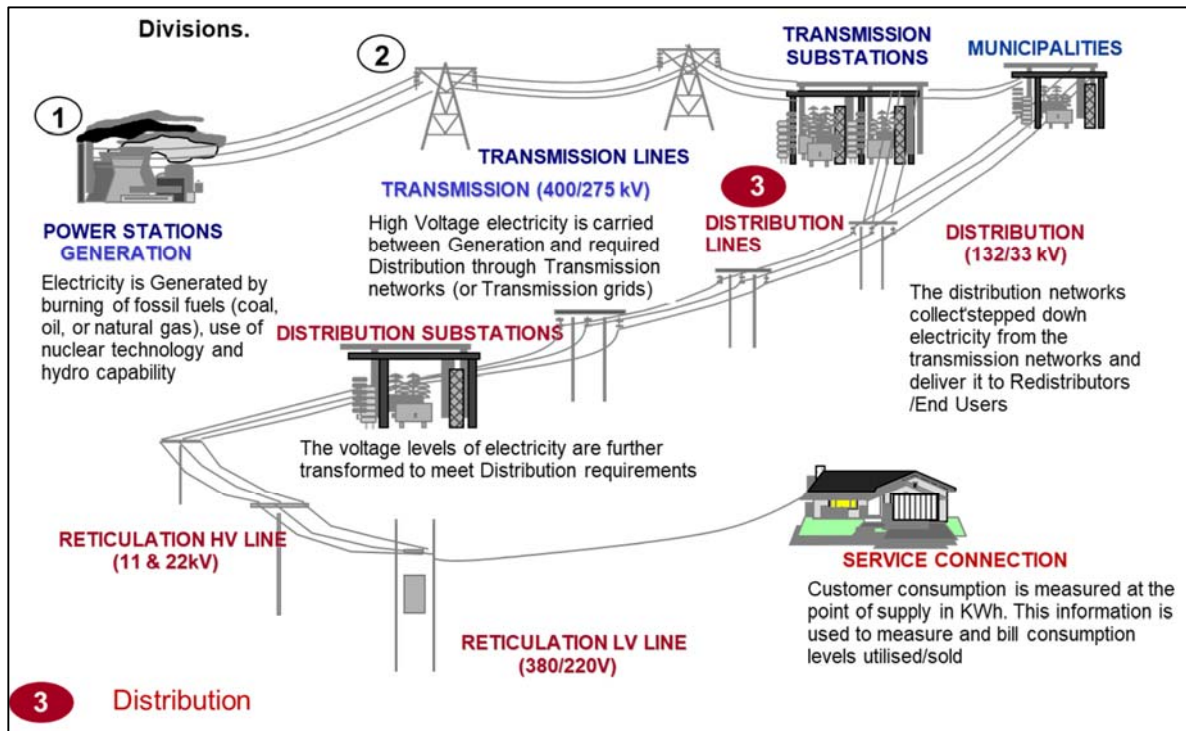 Divisions.
1
POWER STATIONS
GENERATION
Electricity is Generated by
burning of fossil fuels (coal,
oil, or natural gas), use of
nuclear technology and
hydro capability
2
TRANSMISSION LINES
TRANSMISSION (400/275 kV)
High Voltage electricity is carried
between Generation and required
Distribution through Transmission
networks (or Transmission grids)
TRANSMISSION
SUBSTATIONS
MUNICIPALITIES
3
DISTRIBUTION
LINES
DISTRIBUTION
(132/33 kV)
The distribution networks
collect'stepped down
electricity from the
transmission networks and
deliver it to Redistributors
/End Users
DISTRIBUTION SUBSTATIONS
The voltage levels of electricity are further
transformed to meet Distribution requirements
RETICULATION HV LINE
(11 & 22kV)
RETICULATION LV LINE
(380/220V)
SERVICE CONNECTION
Customer consumption is measured at the
point of supply in KWh. This information is
used to measure and bill consumption
levels utilised/sold
3 Distribution